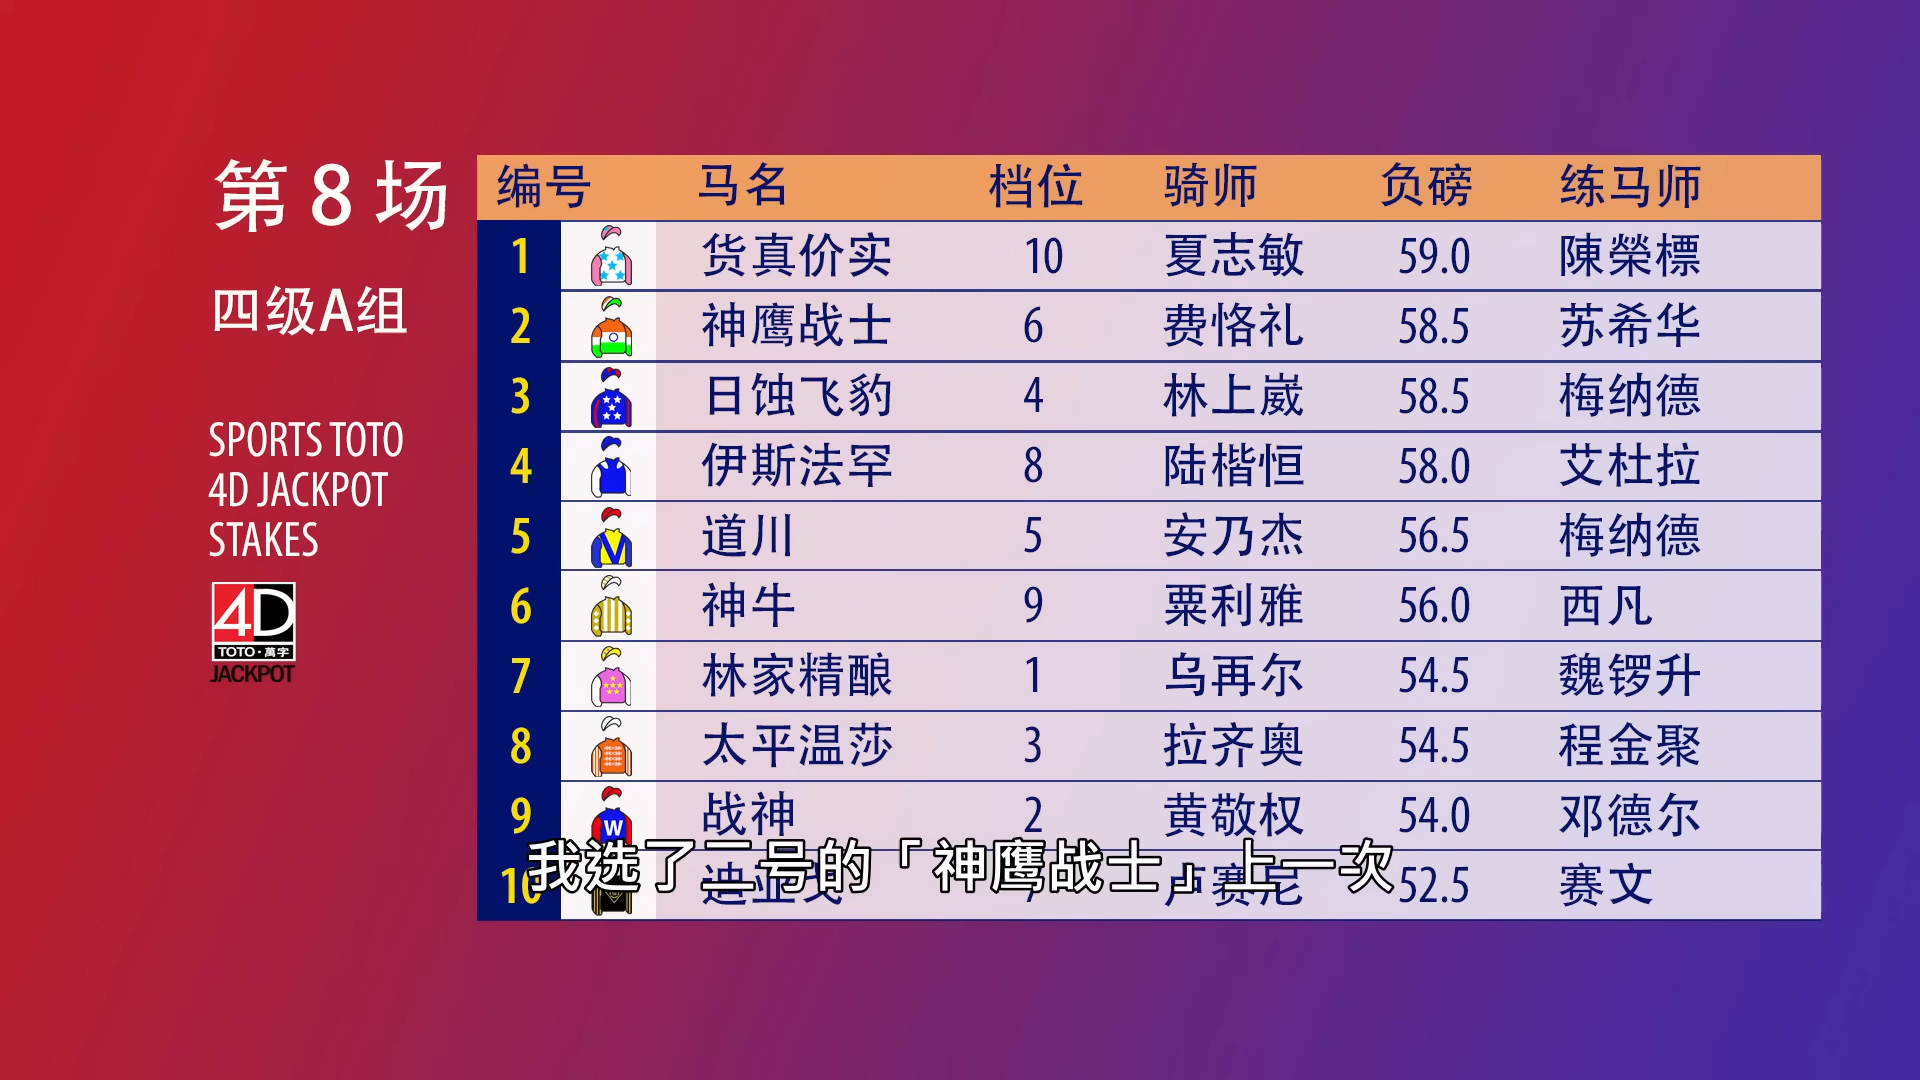 第 8 场
四级A组
SPORTS TOTO
4D JACKPOT
STAKES
4D
TOTO·萬字
JACKPOT
编号 马名 档位 骑师 负磅 练马师
1 货真价实 10 夏志敏 59.0 陳榮標
2 神鹰战士 6 费恪礼 58.5 苏希华
3 日蚀飞豹 4 林上崴 58.5 梅纳德
4 伊斯法罕 8 陆楷恒 58.0 艾杜拉
5 道川 5 安乃杰 56.5 梅纳德
6 神牛 9 粟利雅 56.0 西凡
7 林家精酿 1 乌再尔 54.5 魏锣升
8 太平温莎 3 拉齐奥 54.5 程金聚
9 W 战神 2 黄敬权 54.0 邓德尔
10 7 卢赛尼 52.5 赛文
我选了二号的「神鹰战士」上一次